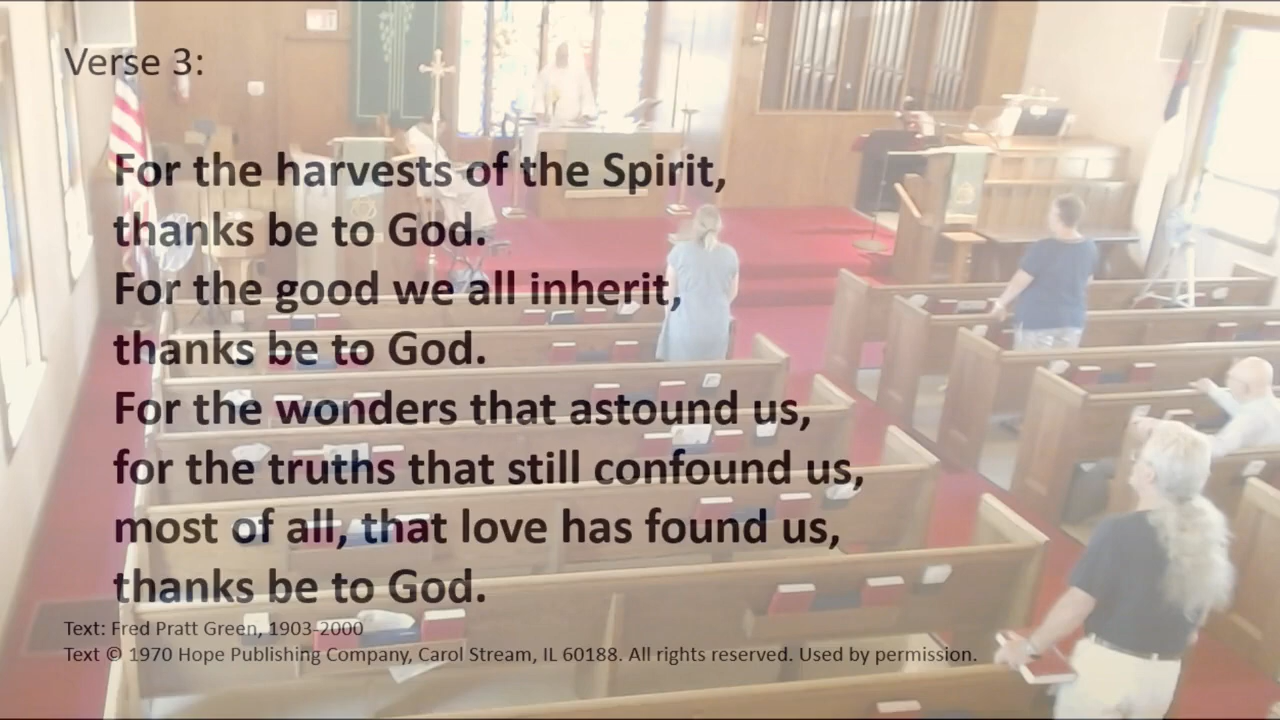 Verse 3:
For the harvests of the Spirit,
thanks be to God.
For the good we all inherit,
thanks be to God.
For the wonders that astound us,
for the truths that still confound us,
most of all, that love has found us,
thanks be to God.
Text: Fred Pratt Green, 1903-2000
Text © 1970 Hope Publishing Company, Carol Stream, IL 60188. All rights reserved. Used by permission.